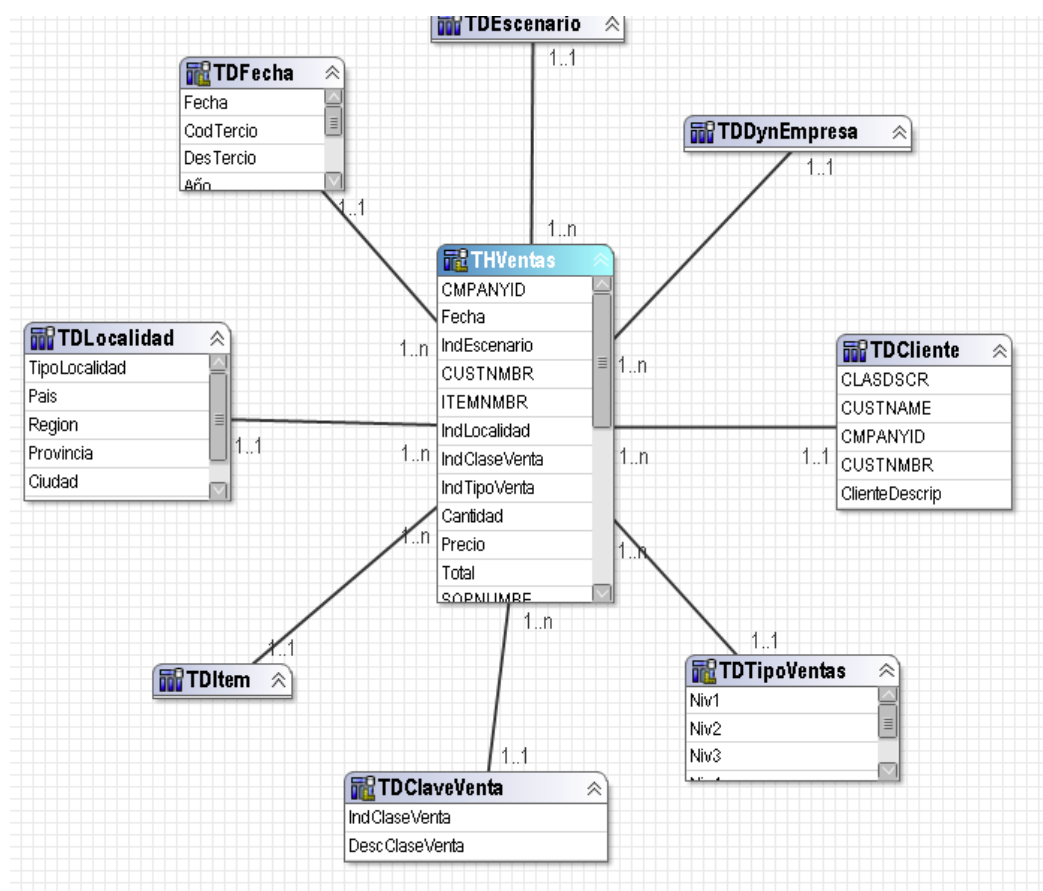 TDEscenario
1..1
TDFecha
Fecha
CodTercio
DesTercio
Año
1..1
TDDynEmpresa
1..1
1..n
THVentas
CMPANYID
Fecha
IndEscenario
CUSTNMBR
ITEMNMBR
IndLocalidad
IndClaseVenta
IndTipoVenta
Cantidad
Precio
Total
SOPNUMBE
1..n
1..n
TDLocalidad
TipoLocalidad
Pais
Region
Provincia
Ciudad
1..1
1..n
TDCliente
CLASDSCR
CUSTNAME
CMPANYID
CUSTNMBR
ClienteDescrip
1..n
1..1
1..n
1..1
TDItem
1..n
1..1
TDTipoVentas
Niv1
Niv2
Niv3
Niv4
1..n
1..1
TDClaveVenta
IndClaseVenta
DescClaseVenta